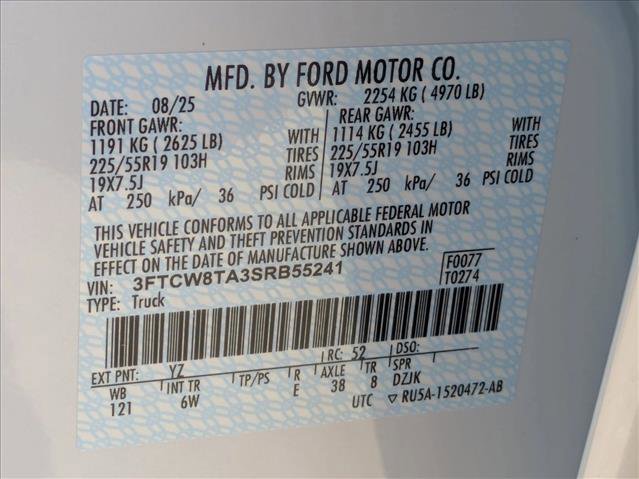 MFD. BY FORD MOTOR CO.
DATE: 08/25 GVWR: 2254 KG ( 4970 LB)
FRONT GAWR: REAR GAWR:
1191 KG ( 2625 LB) WITH 1114 KG ( 2455 LB) WITH
225/55R19 103H TIRES 225/55R19 103H TIRES
19X7.5J RIMS 19X7.5J RIMS
AT 250 kPa/ 36 PSI COLD AT 250 kPa/ 36 PSI COLD
THIS VEHICLE CONFORMS TO ALL APPLICABLE FEDERAL MOTOR
VEHICLE SAFETY AND THEFT PREVENTION STANDARDS IN
EFFECT ON THE DATE OF MANUFACTURE SHOWN ABOVE.
VIN: 3FTCW8TA3SRB55241 F0077
TYPE: Truck T0274
EXT PNT: YZ RC: 52 DSO:
WB INT TR TP/PS R AXLE TR SPR
121 6W E 38 8 DZJK
UTC ▽ RU5A-1520472-AB